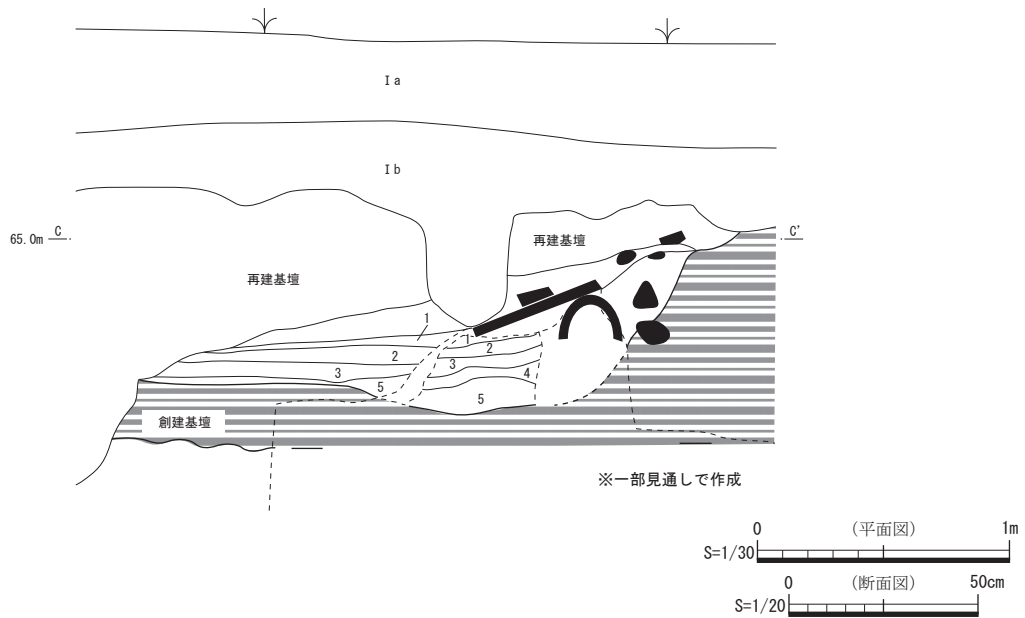 Ⅰa
Ⅰb
65.0m C
C'
再建基壇
再建基壇
1
1
2
2
3
3
4
5
5
創建基壇
※一部見通しで作成
0 (平面図) 1m
S=1/30
0 (断面図) 50cm
S=1/20